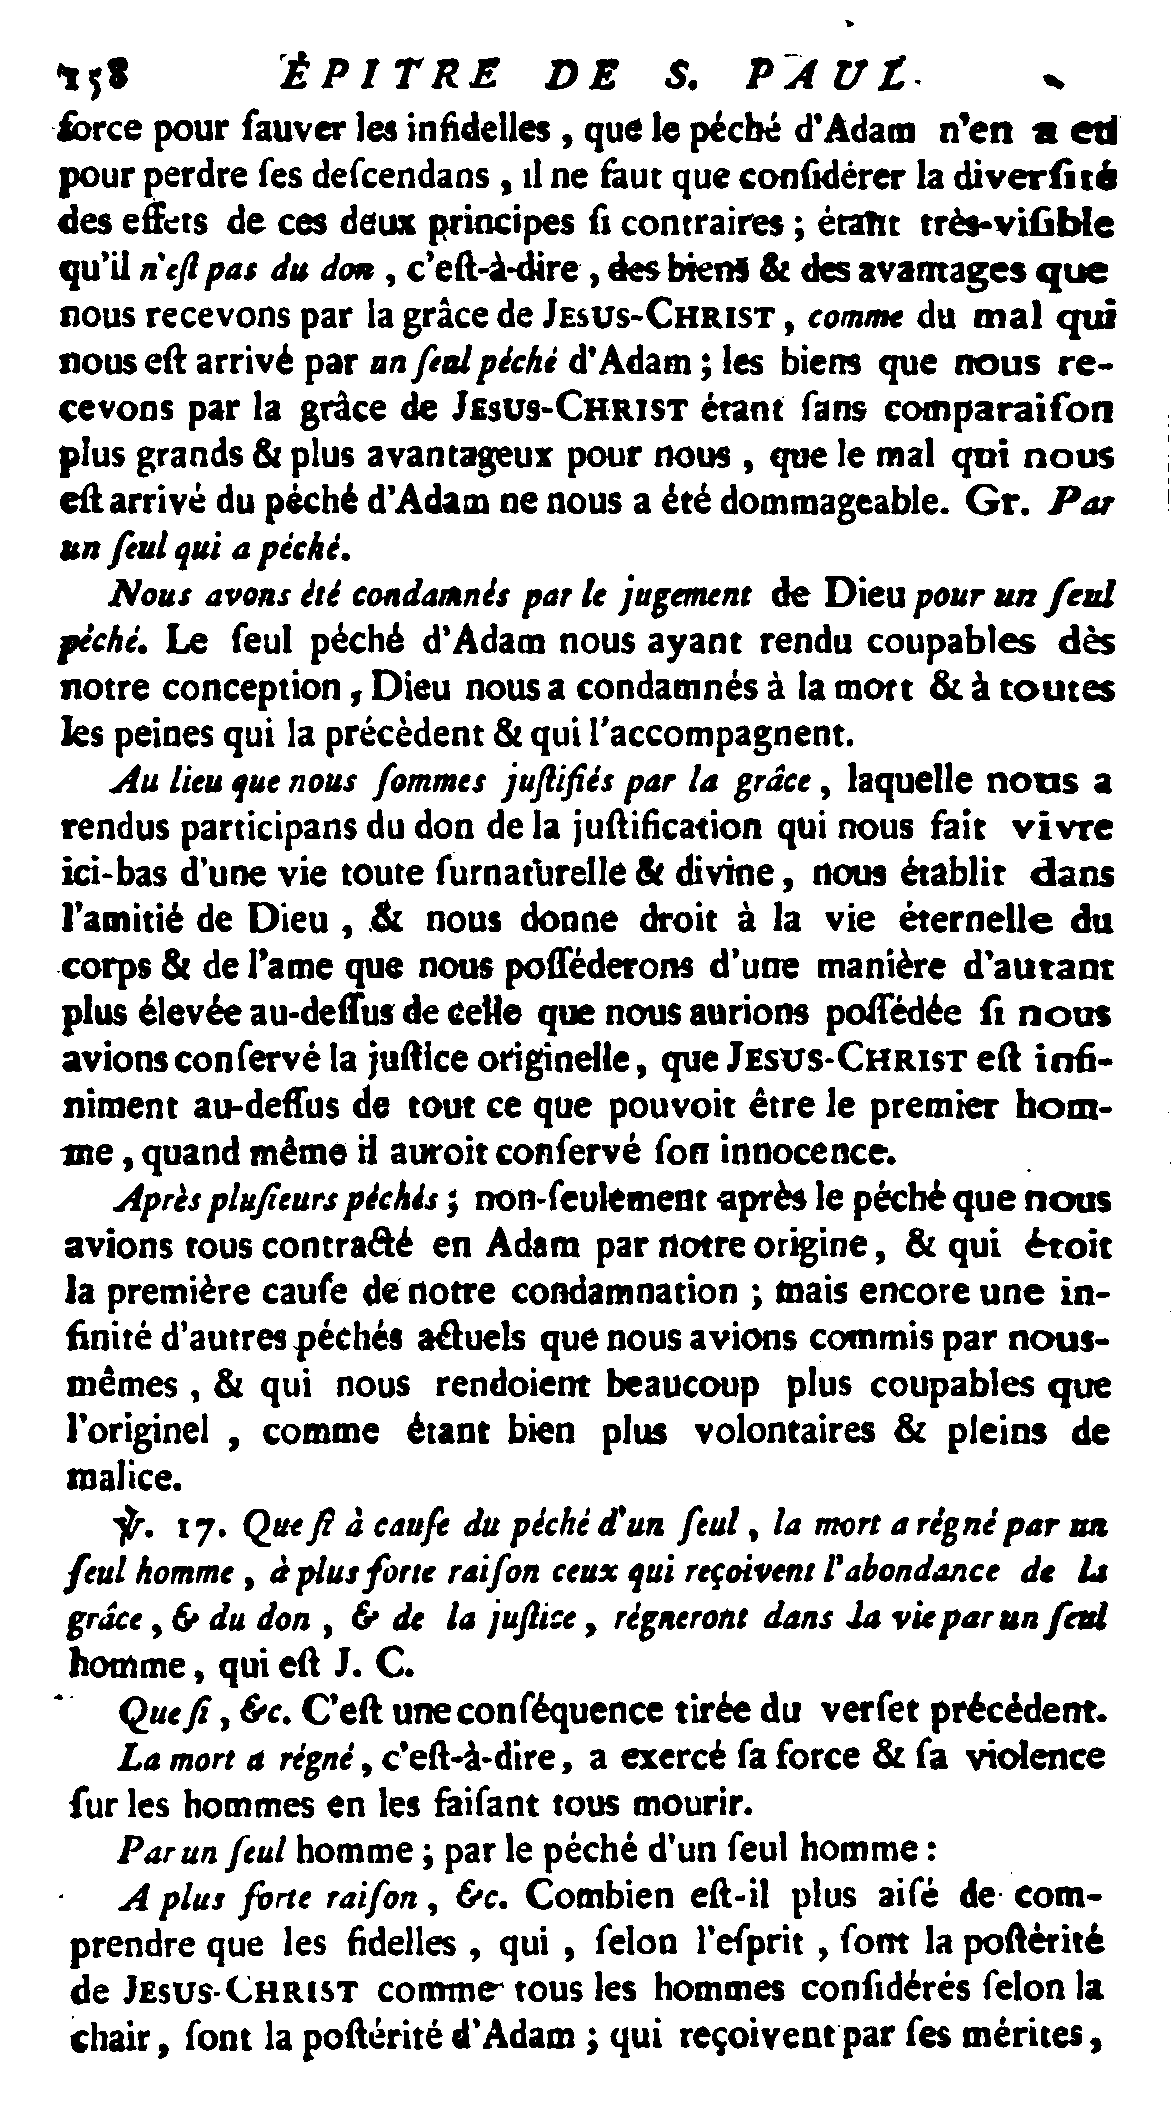 158 ÉPITRE DE S. PAUL.
force pour ſauver les infidelles, que le péché d'Adam n'en a eu
pour perdre ſes deſcendans, il ne faut que conſidérer la diverſité
des effets de ces deux principes ſi contraires; étant très-viſible
qu'il n'eſt pas du don, c'eſt-à-dire, des biens & des avantages que
nous recevons par la grâce de JESUS-CHRIST, comme du mal qui
nous eſt arrivé par un ſeul péché d'Adam; les biens que nous re-
cevons par la grâce de JESUS-CHRIST étant ſans comparaiſon
plus grands & plus avantageux pour nous, que le mal qui nous
eſt arrivé du péché d'Adam ne nous a été dommageable. Gr. Par
un ſeul qui a péché.
Nous avons été condamnés par le jugement de Dieu pour un ſeul
péché. Le ſeul péché d'Adam nous ayant rendu coupables dès
notre conception, Dieu nous a condamnés à la mort & à toutes
les peines qui la précèdent & qui l'accompagnent.
Au lieu que nous ſommes juſtifiés par la grâce, laquelle nous a
rendus participans du don de la juſtification qui nous fait vivre
ici-bas d'une vie toute ſurnaturelle & divine, nous établit dans
l'amitié de Dieu, & nous donne droit à la vie éternelle du
corps & de l'ame que nous poſſéderons d'une manière d'autant
plus élevée au-deſſus de celle que nous aurions poſſédée ſi nous
avions conſervé la juſtice originelle, que JESUS-CHRIST eſt infi-
niment au-deſſus de tout ce que pouvoit être le premier hom-
me, quand même il auroit conſervé ſon innocence.
Après pluſieurs péchés; non-ſeulement après le péché que nous
avions tous contracté en Adam par notre origine, & qui étoit
la première cauſe de notre condamnation; mais encore une in-
finité d'autres péchés actuels que nous avions commis par nous-
mêmes, & qui nous rendoient beaucoup plus coupables que
l'originel, comme étant bien plus volontaires & pleins de
malice.
℣. 17. Que ſi à cauſe du péché d'un ſeul, la mort a régné par un
ſeul homme, à plus forte raiſon ceux qui reçoivent l'abondance de la
grâce, & du don, & de la juſtice, régneront dans la vie par un ſeul
homme, qui eſt J. C.
Que ſi, &c. C'eſt une conſéquence tirée du verſet précédent.
La mort a régné, c'eſt-à-dire, a exercé ſa force & ſa violence
ſur les hommes en les faiſant tous mourir.
Par un ſeul homme; par le péché d'un ſeul homme:
A plus forte raiſon, &c. Combien eſt-il plus aiſé de com-
prendre que les fidelles, qui, ſelon l'eſprit, ſont la poſtérité
de JESUS-CHRIST comme tous les hommes conſidérés ſelon la
chair, ſont la poſtérité d'Adam; qui reçoivent par ſes mérites,